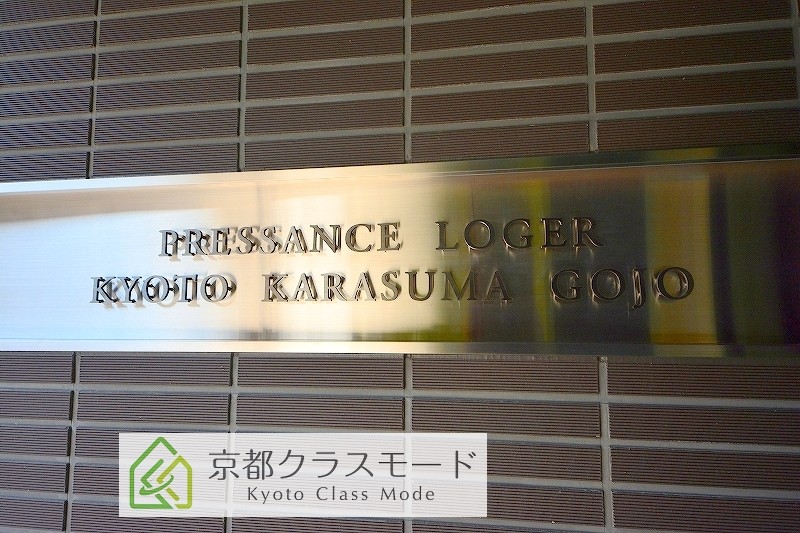 PRESSANCE LOGER
KYOTO KARASUMA GOJO
京都クラスモード
Kyoto Class Mode